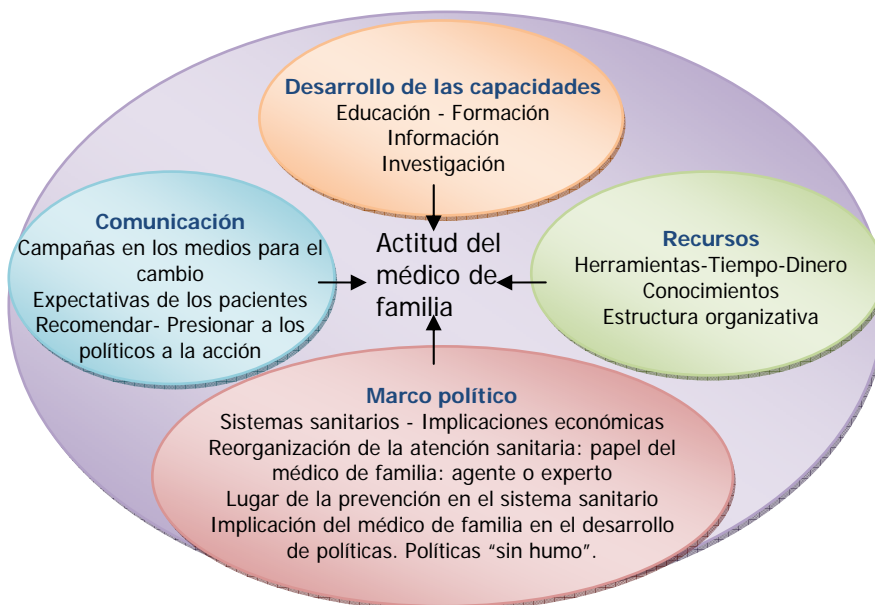 Desarrollo de las capacidades
Educación - Formación
Información
Investigación
Comunicación
Campañas en los medios para el
cambio
Expectativas de los pacientes
Recomendar- Presionar a los
políticos a la acción
Actitud del
médico de
familia
Recursos
Herramientas-Tiempo-Dinero
Conocimientos
Estructura organizativa
Marco político
Sistemas sanitarios - Implicaciones económicas
Reorganización de la atención sanitaria: papel del
médico de familia: agente o experto
Lugar de la prevención en el sistema sanitario
Implicación del médico de familia en el desarrollo
de políticas. Políticas “sin humo”.